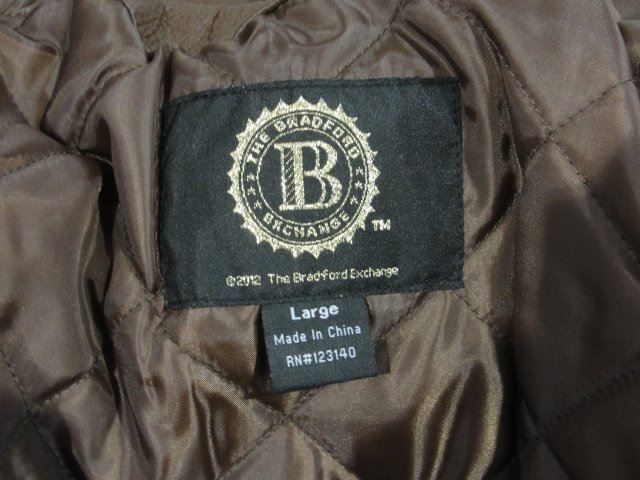 THE BRADFORD
B
EXCHANGE
TM
©2012 The Bradford Exchange
Large
Made In China
RN#123140